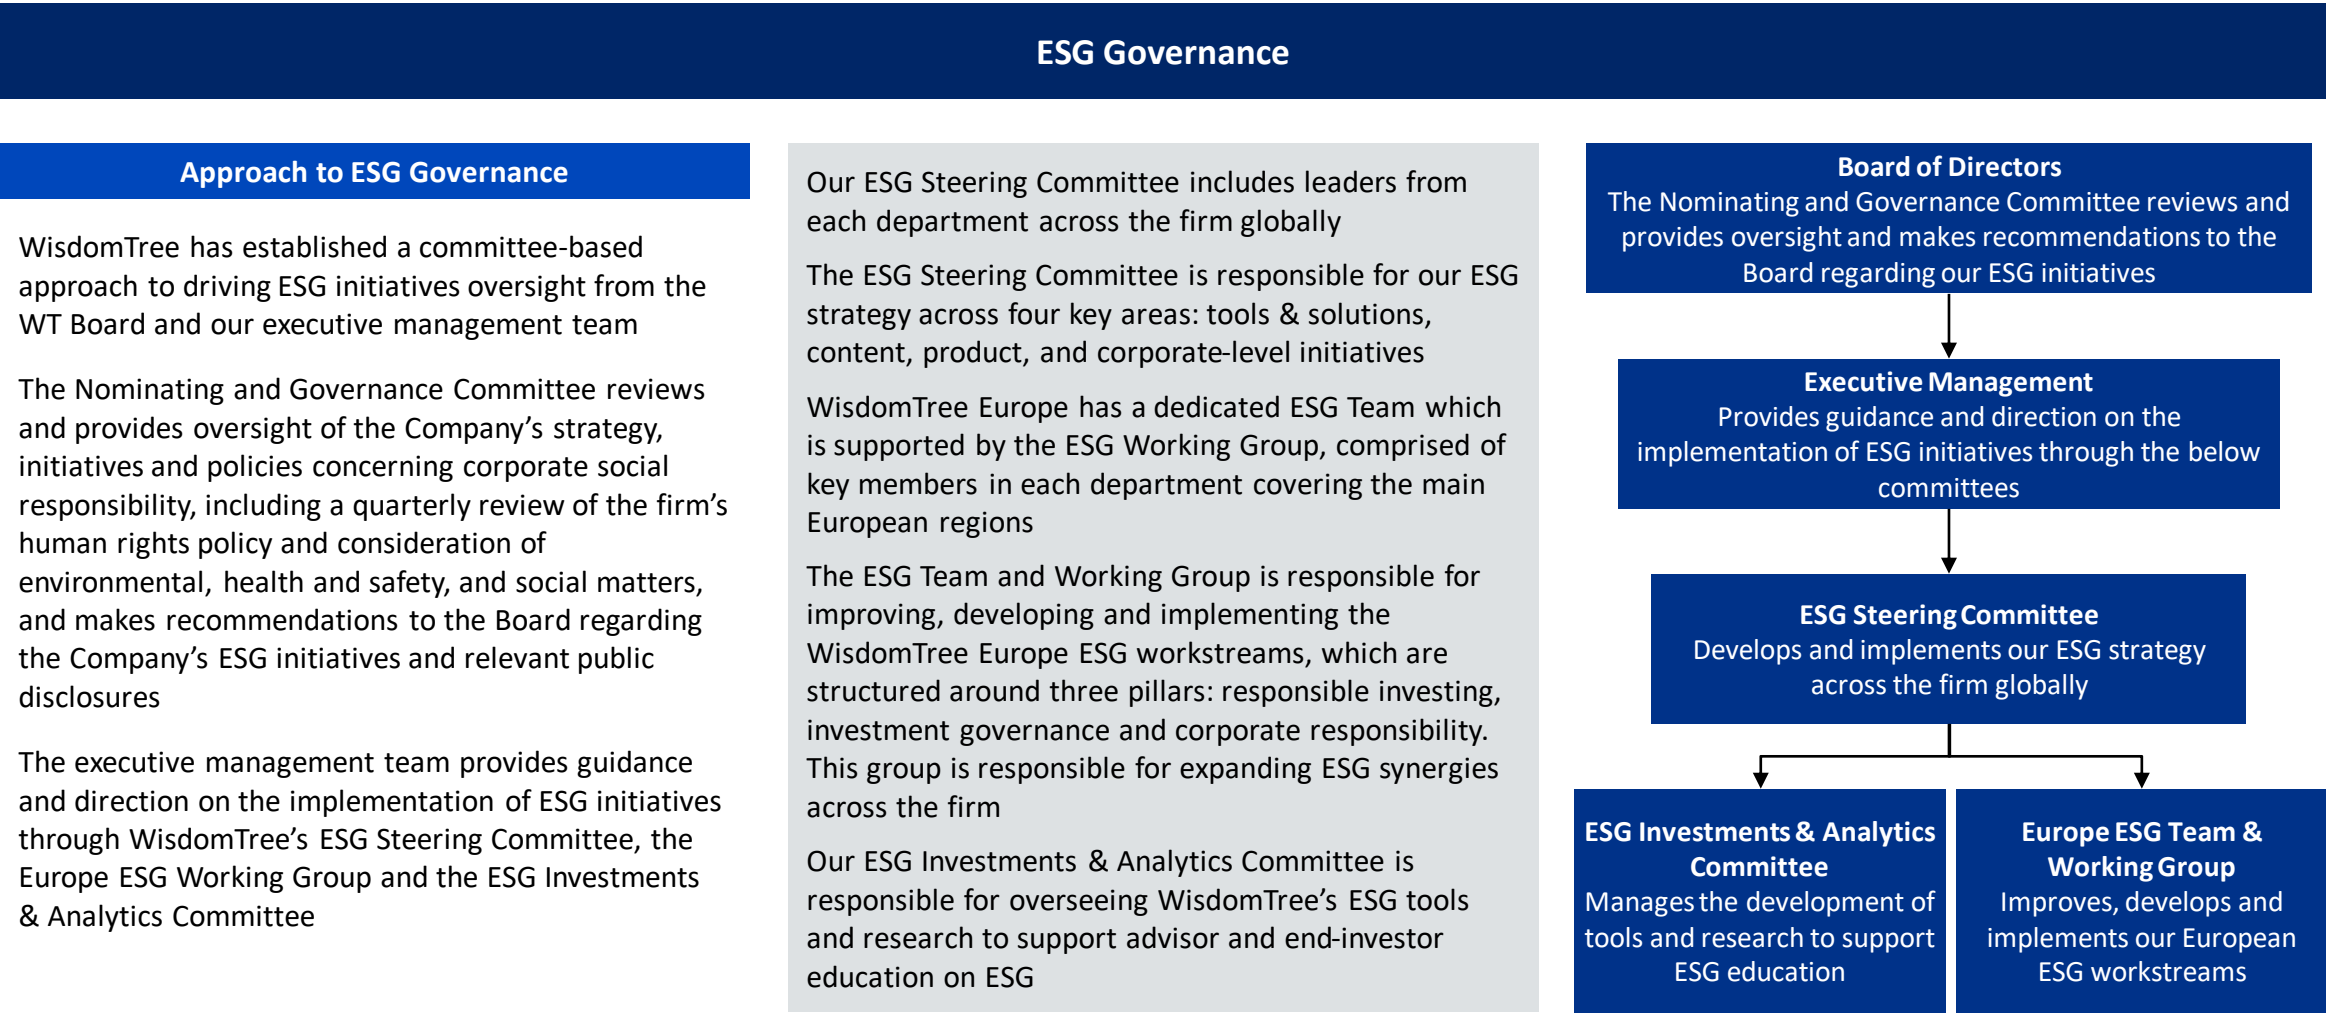 ESG Governance
Approach to ESG Governance
WisdomTree has established a committee-based
approach to driving ESG initiatives oversight from the
WT Board and our executive management team
The Nominating and Governance Committee reviews
and provides oversight of the Company’s strategy,
initiatives and policies concerning corporate social
responsibility, including a quarterly review of the firm’s
human rights policy and consideration of
environmental, health and safety, and social matters,
and makes recommendations to the Board regarding
the Company’s ESG initiatives and relevant public
disclosures
The executive management team provides guidance
and direction on the implementation of ESG initiatives
through WisdomTree’s ESG Steering Committee, the
Europe ESG Working Group and the ESG Investments
& Analytics Committee
Our ESG Steering Committee includes leaders from
each department across the firm globally
The ESG Steering Committee is responsible for our ESG
strategy across four key areas: tools & solutions,
content, product, and corporate-level initiatives
WisdomTree Europe has a dedicated ESG Team which
is supported by the ESG Working Group, comprised of
key members in each department covering the main
European regions
The ESG Team and Working Group is responsible for
improving, developing and implementing the
WisdomTree Europe ESG workstreams, which are
structured around three pillars: responsible investing,
investment governance and corporate responsibility.
This group is responsible for expanding ESG synergies
across the firm
Our ESG Investments & Analytics Committee is
responsible for overseeing WisdomTree’s ESG tools
and research to support advisor and end-investor
education on ESG
Board of Directors
The Nominating and Governance Committee reviews and
provides oversight and makes recommendations to the
Board regarding our ESG initiatives
Executive Management
Provides guidance and direction on the
implementation of ESG initiatives through the below
committees
ESG Steering Committee
Develops and implements our ESG strategy
across the firm globally
ESG Investments & Analytics
Committee
Manages the development of
tools and research to support
ESG education
Europe ESG Team &
Working Group
Improves, develops and
implements our European
ESG workstreams